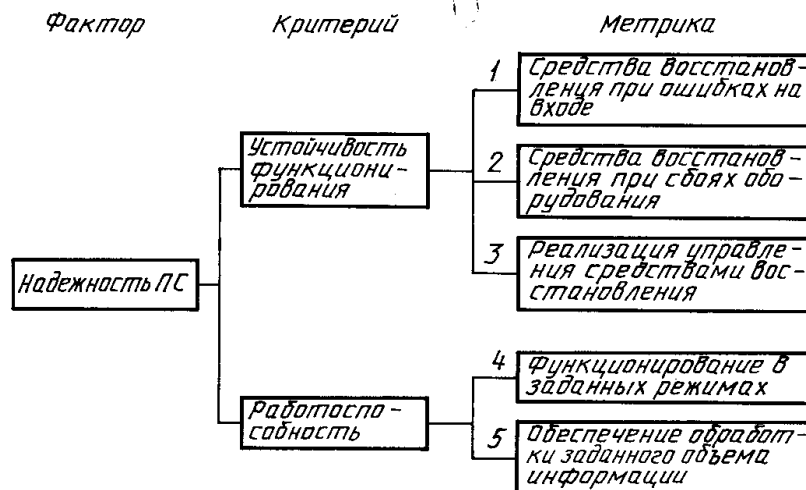 Фактор Критерий Метрика
1 Средства восстанов-
ления при ошибках на
входе
Устойчивость
функциони-
рования
2 Средства восстанов-
ления при сбоях обо-
рудования
3 Реализация управле-
ния средствами вос-
становления
Надежность ПС
4 Функционирование в
заданных режимах
Работоспо-
собность
5 Обеспечение обработ-
ки заданного объема
информации